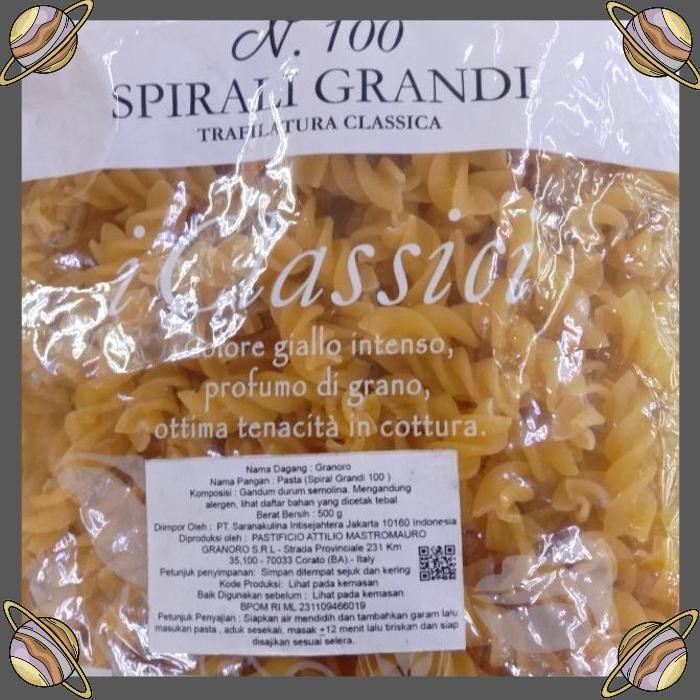 N. 100
SPIRALI GRANDI
TRAFILATURA CLASSICA
i Classici
colore giallo intenso,
profumo di grano,
ottima tenacità in cottura.
Nama Dagang : Granoro
Nama Pangan : Pasta (Spiral Grandi 100 )
Komposisi : Gandum durum semolina, Mengandung
alergen, lihat daftar bahan yang dicetak tebal
Berat Bersih : 500 g
Diimpor Oleh : PT. Saranakulina Intisejahtera Jakarta 10160 Indonesia
Diproduksi oleh : PASTIFICIO ATTILIO MASTROMAURO
GRANORO S.R.L - Strada Provinciale 231 Km
35,100 - 70033 Corato (BA).- Italy
Petunjuk penyimpanan: Simpan ditempat sejuk dan kering
Kode Produksi: Lihat pada kemasan
Baik Digunakan sebelum : Lihat pada kemasan
BPOM RI ML 231109466019
Petunjuk Penyajian : Siapkan air mendidih dan tambahkan garam lalu
masukan pasta , aduk sesekali, masak ±12 menit lalu tiriskan dan siap
disajikan sesuai selera.